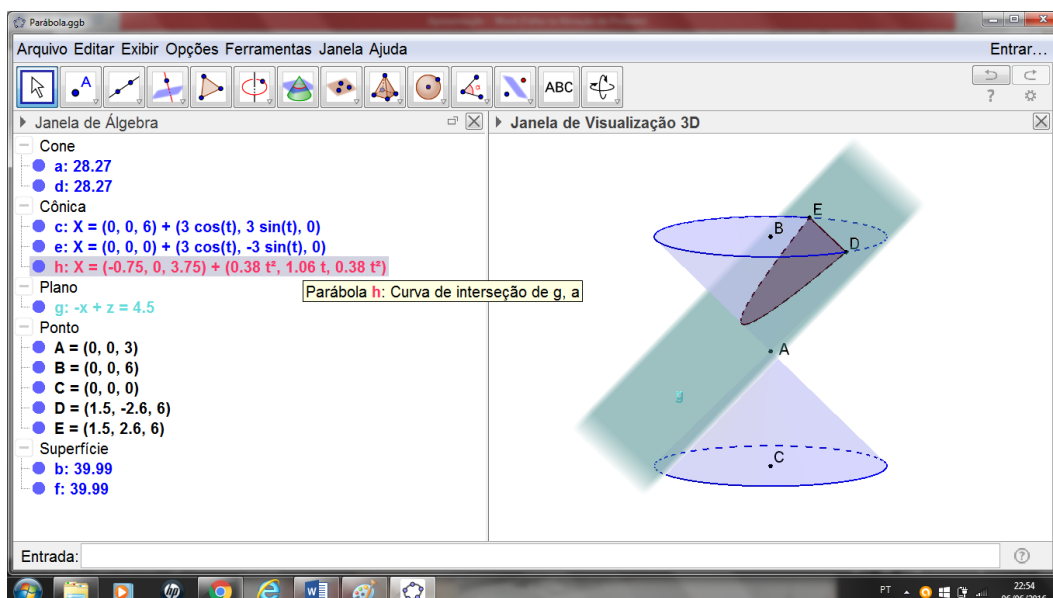 Parábola.ggb
Arquivo Editar Exibir Opções Ferramentas Janela Ajuda
Entrar...
A
ABC
?
Janela de Álgebra
Janela de Visualização 3D
Cone
a: 28.27
d: 28.27
Cônica
c: X = (0, 0, 6) + (3 cos(t), 3 sin(t), 0)
e: X = (0, 0, 0) + (3 cos(t), -3 sin(t), 0)
h: X = (-0.75, 0, 3.75) + (0.38 t², 1.06 t, 0.38 t²)
Parábola h: Curva de interseção de g, a
Plano
g: -x + z = 4.5
Ponto
A = (0, 0, 3)
B = (0, 0, 6)
C = (0, 0, 0)
D = (1.5, -2.6, 6)
E = (1.5, 2.6, 6)
Superfície
b: 39.99
f: 39.99
E
B
D
A
g
C
Entrada:
?
hp
W
PT
22:54
06/06/2016